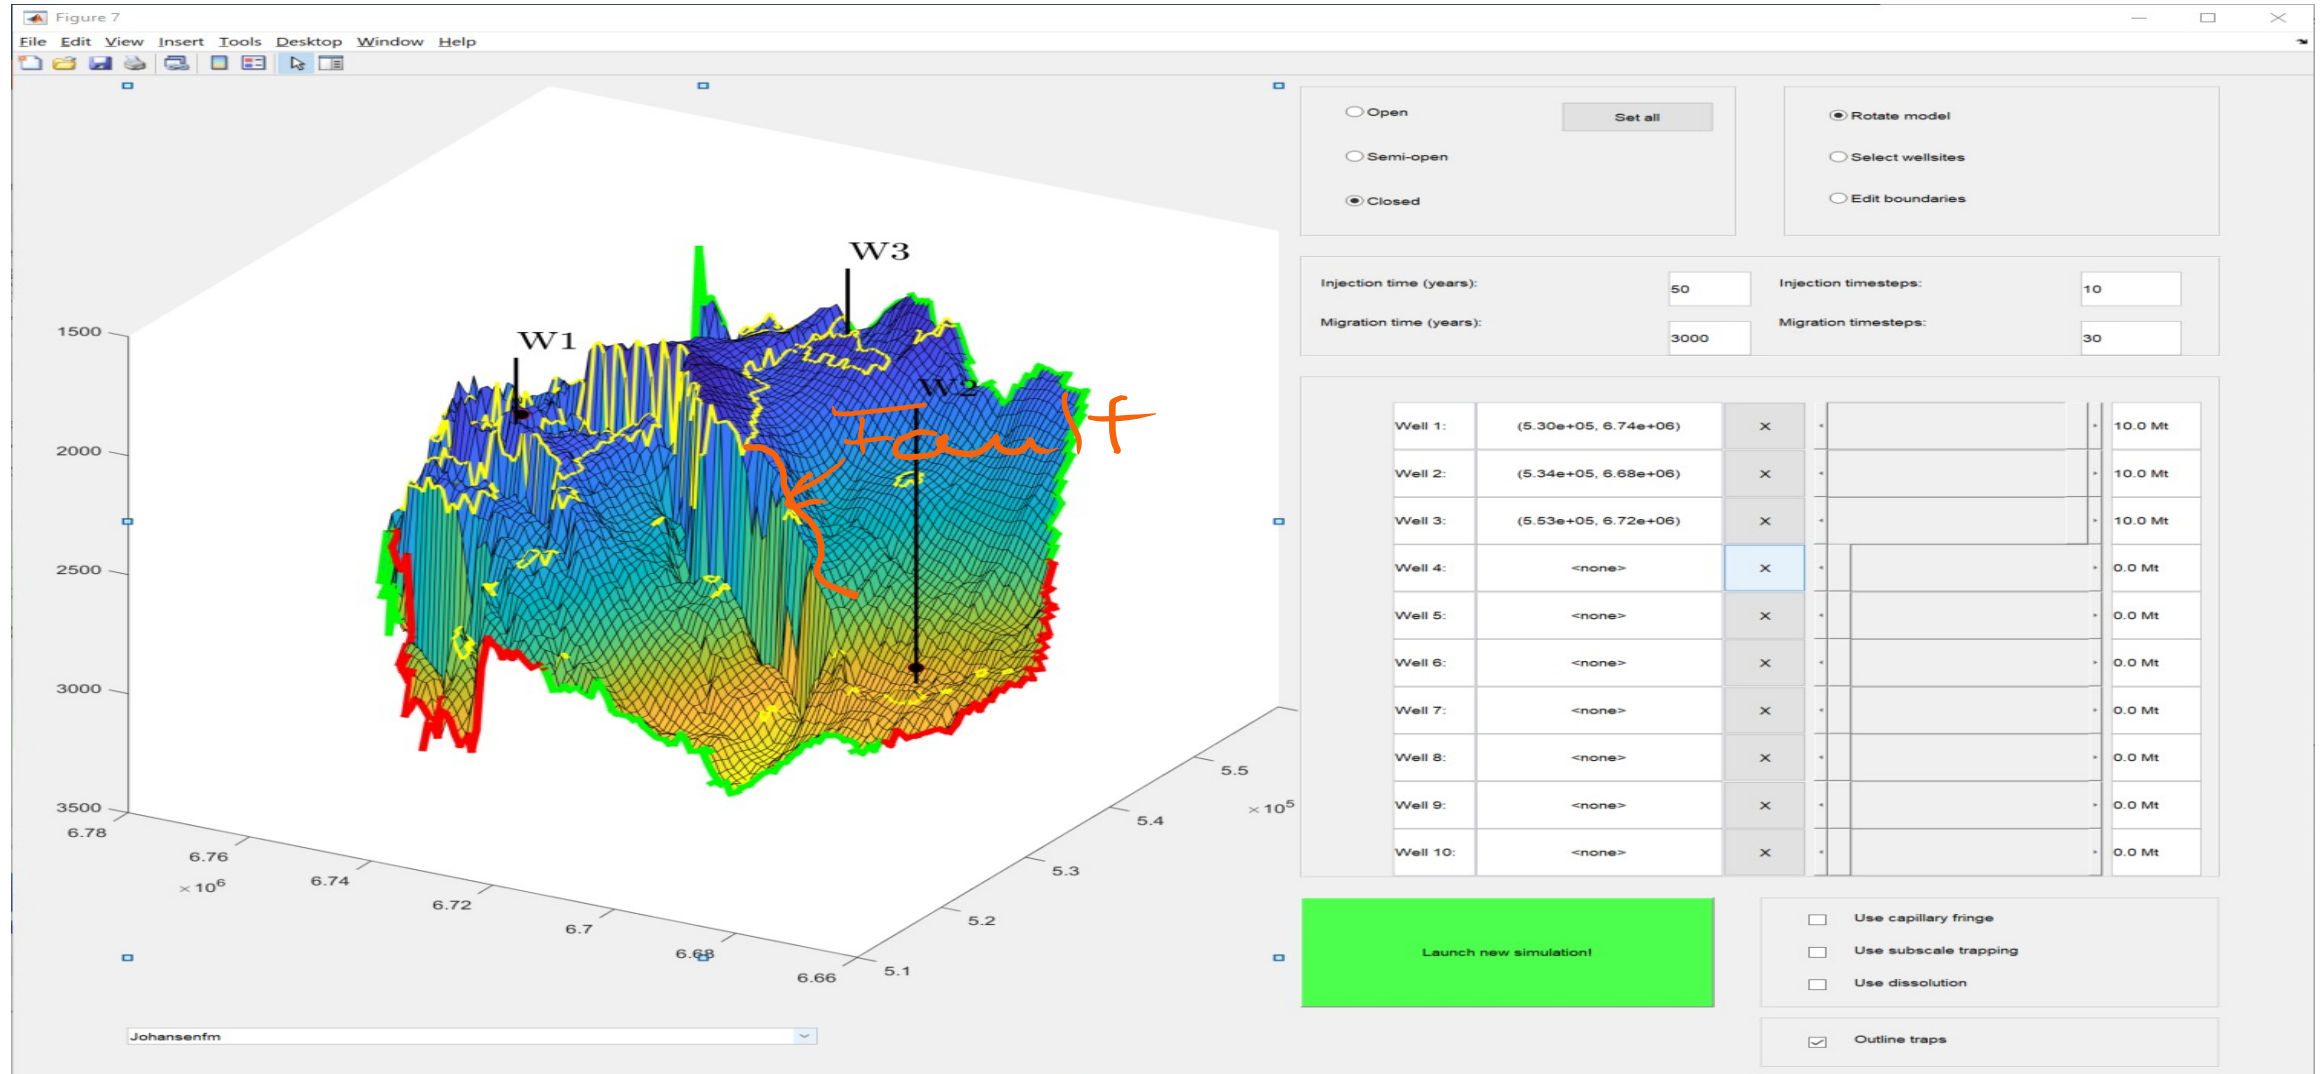 Figure 7
File Edit View Insert Tools Desktop Window Help
Open
Set all
Semi-open
Closed
Rotate model
Select wellsites
Edit boundaries
Injection time (years): 50
Injection timesteps: 10
Migration time (years): 3000
Migration timesteps: 30
W1
W3
W2
Fault
1500
2000
2500
3000
3500
6.78
6.76
× 10⁶
6.74
6.72
6.7
6.68
6.66
5.1
5.2
5.3
5.4
5.5
× 10⁵
Well 1: (5.30e+05, 6.74e+06) X 10.0 Mt
Well 2: (5.34e+05, 6.68e+06) X 10.0 Mt
Well 3: (5.53e+05, 6.72e+06) X 10.0 Mt
Well 4: <none> X 0.0 Mt
Well 5: <none> X 0.0 Mt
Well 6: <none> X 0.0 Mt
Well 7: <none> X 0.0 Mt
Well 8: <none> X 0.0 Mt
Well 9: <none> X 0.0 Mt
Well 10: <none> X 0.0 Mt
Launch new simulation!
Use capillary fringe
Use subscale trapping
Use dissolution
Outline traps
Johansenfm